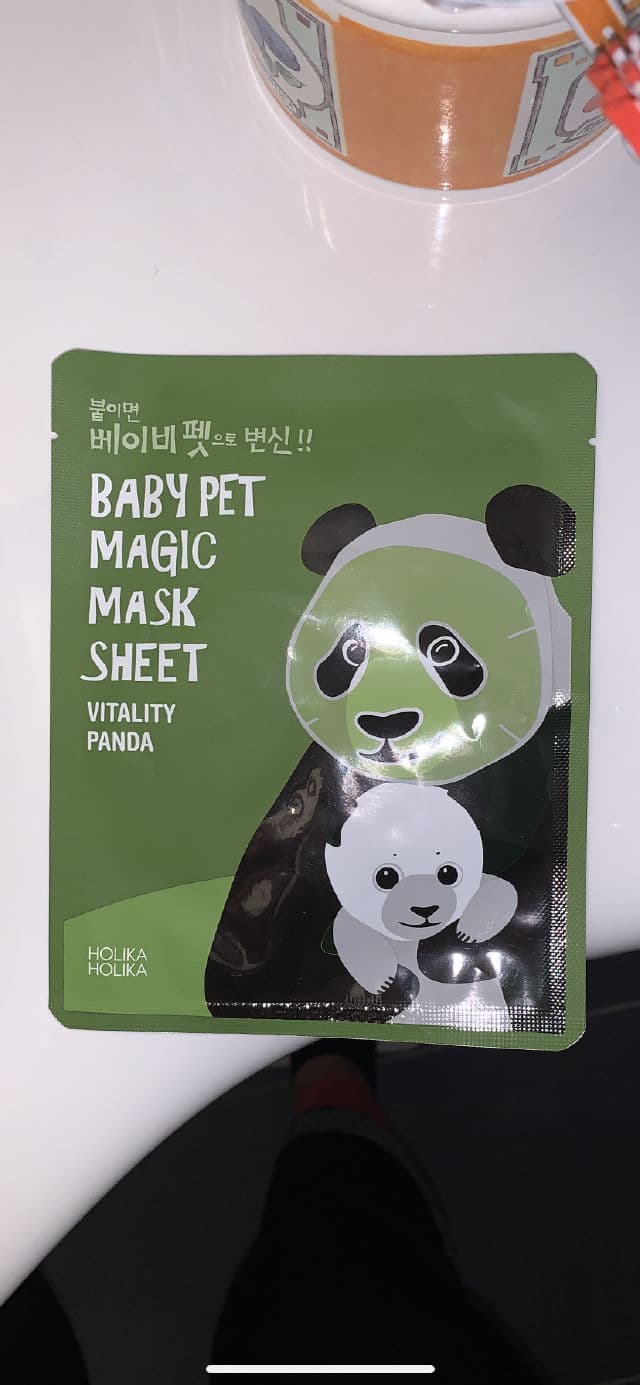 붙이면
베이비 펫으로 변신!!
BABY PET
MAGIC
MASK
SHEET
VITALITY
PANDA
HOLIKA
HOLIKA